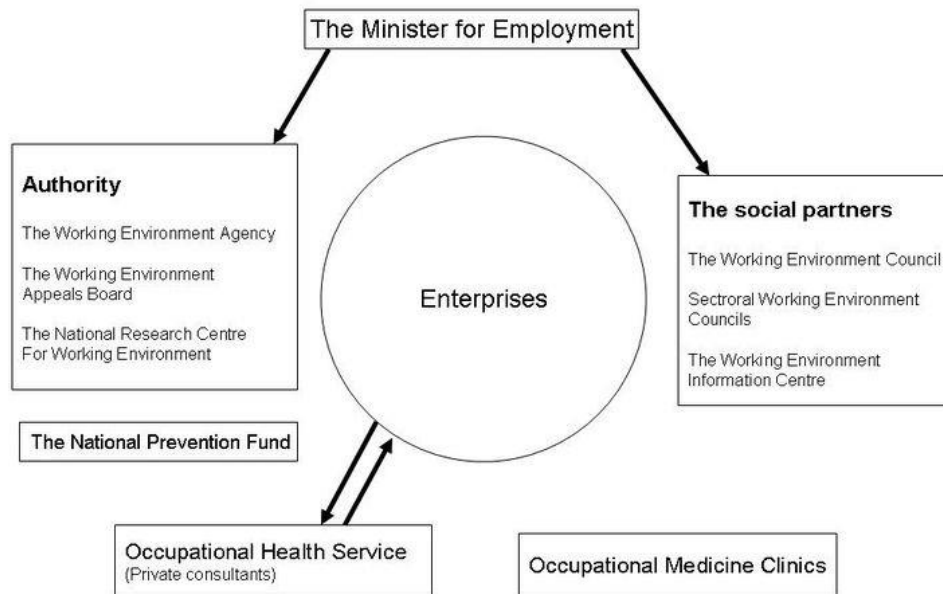 The Minister for Employment
Authority
The Working Environment Agency
The Working Environment
Appeals Board
The National Research Centre
For Working Environment
The social partners
The Working Environment Council
Sectroral Working Environment
Councils
The Working Environment
Information Centre
Enterprises
The National Prevention Fund
Occupational Health Service
(Private consultants)
Occupational Medicine Clinics